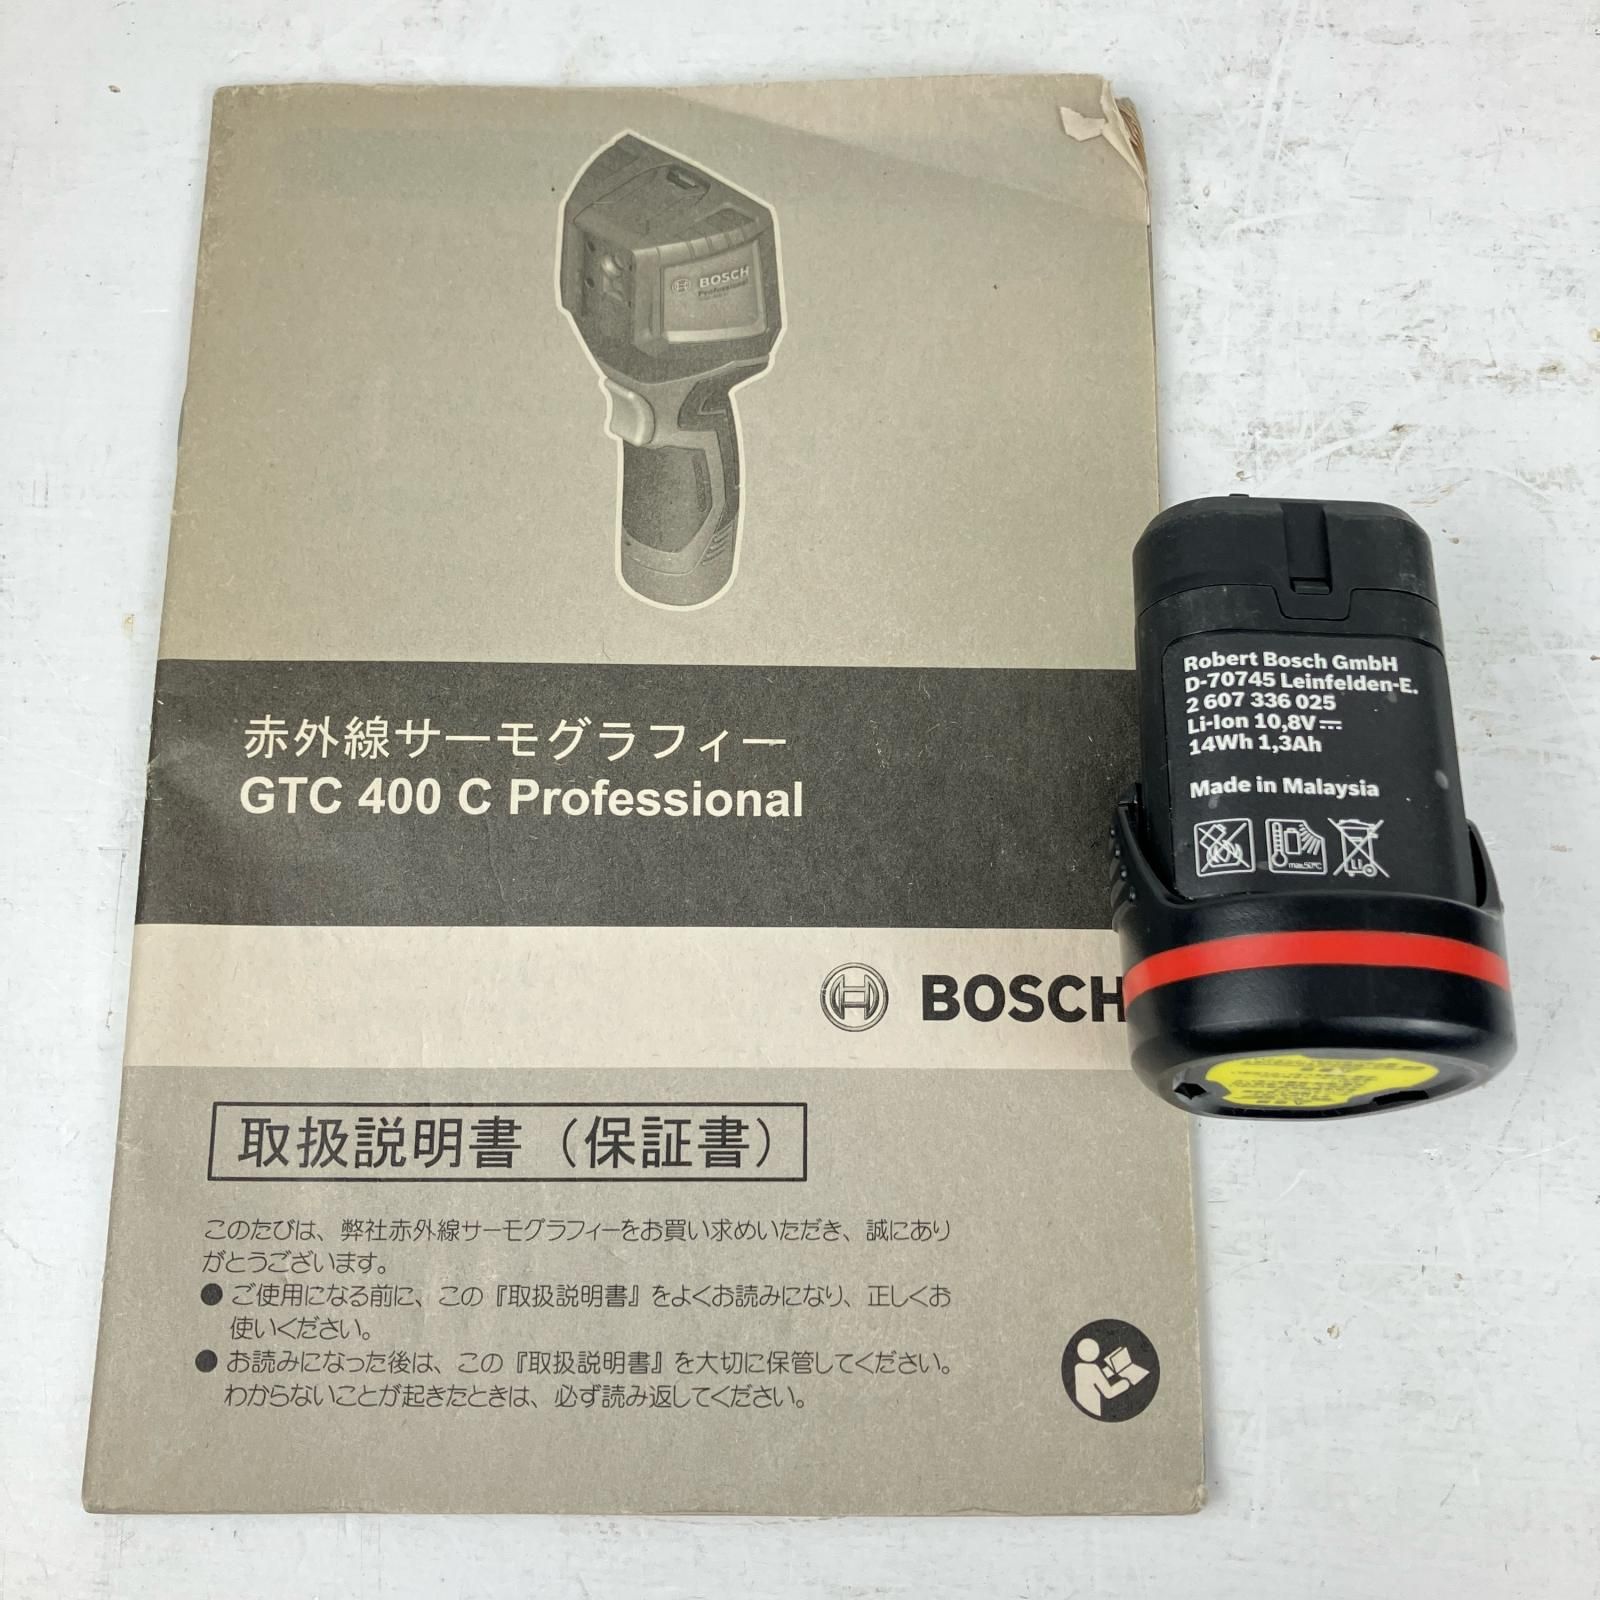 BOSCH
Professional
赤外線サーモグラフィー
GTC 400 C Professional
BOSCH
取扱説明書（保証書）
このたびは、弊社赤外線サーモグラフィーをお買い求めいただき、誠にあり
がとうございます。
● ご使用になる前に、この『取扱説明書』をよくお読みになり、正しくお
使いください。
● お読みになった後は、この『取扱説明書』を大切に保管してください。
わからないことが起きたときは、必ず読み返してください。
Robert Bosch GmbH
D-70745 Leinfelden-E.
2 607 336 025
Li-Ion 10,8V
14Wh 1,3Ah
Made in Malaysia
max.50°C
Li